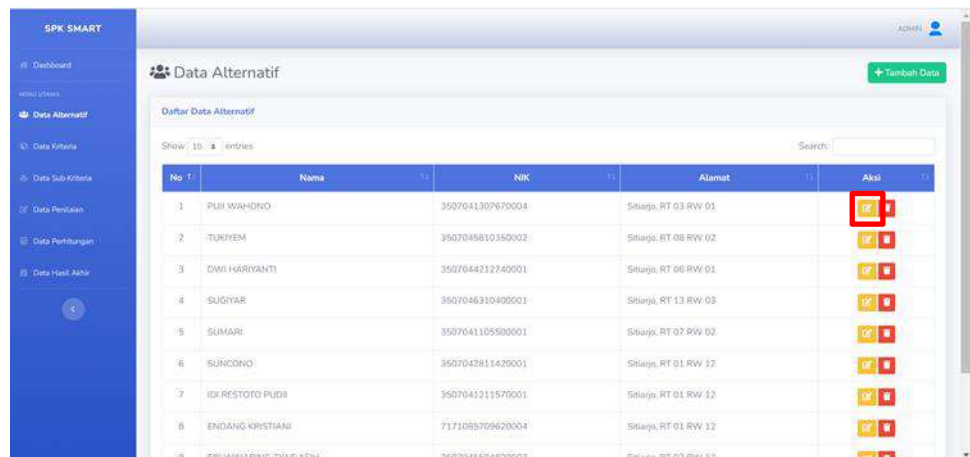 SPK SMART
ADMIN
Dashboard
Data Alternatif
+ Tambah Data
MENU UTAMA
Data Alternatif
Daftar Data Alternatif
Data Kriteria
Show 10 entries
Search:
Data Sub Kriteria
No Nama NIK Alamat Aksi
Data Penilaian
1 PUJI WAHONO 3507041307670004 Sitiarjo, RT 03 RW 01
Data Perhitungan
2 TUKIYEM 3507045810350002 Sitiarjo, RT 08 RW 02
Data Hasil Akhir
3 DWI HARIYANTI 3507044212740001 Sitiarjo, RT 06 RW 01
4 SUGIYAR 3507046310400001 Sitiarjo, RT 13 RW 03
5 SUMARI 3507041105500001 Sitiarjo, RT 07 RW 02
6 SUNCONO 3507042811420001 Sitiarjo, RT 01 RW 12
7 IDI RESTOTO PUDJI 3507041211570001 Sitiarjo, RT 01 RW 12
8 ENDANG KRISTIANI 7171085709620004 Sitiarjo, RT 01 RW 12